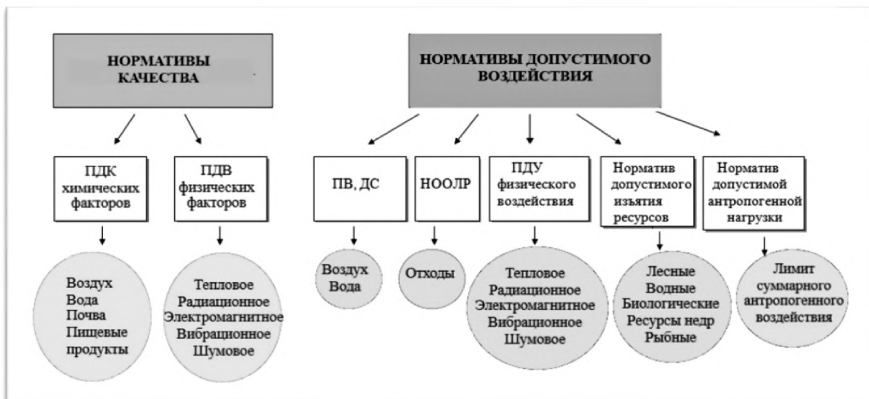 НОРМАТИВЫ
КАЧЕСТВА
НОРМАТИВЫ ДОПУСТИМОГО
ВОЗДЕЙСТВИЯ
ПДК
химических
факторов
ПДВ
физических
факторов
ПВ, ДС
НООЛР
ПДУ
физического
воздействия
Норматив
допустимого
изъятия
ресурсов
Норматив
допустимой
антропогенной
нагрузки
Воздух
Вода
Почва
Пищевые
продукты
Тепловое
Радиационное
Электромагнитное
Вибрационное
Шумовое
Воздух
Вода
Отходы
Тепловое
Радиационное
Электромагнитное
Вибрационное
Шумовое
Лесные
Водные
Биологические
Ресурсы недр
Рыбные
Лимит
суммарного
антропогенного
воздействия